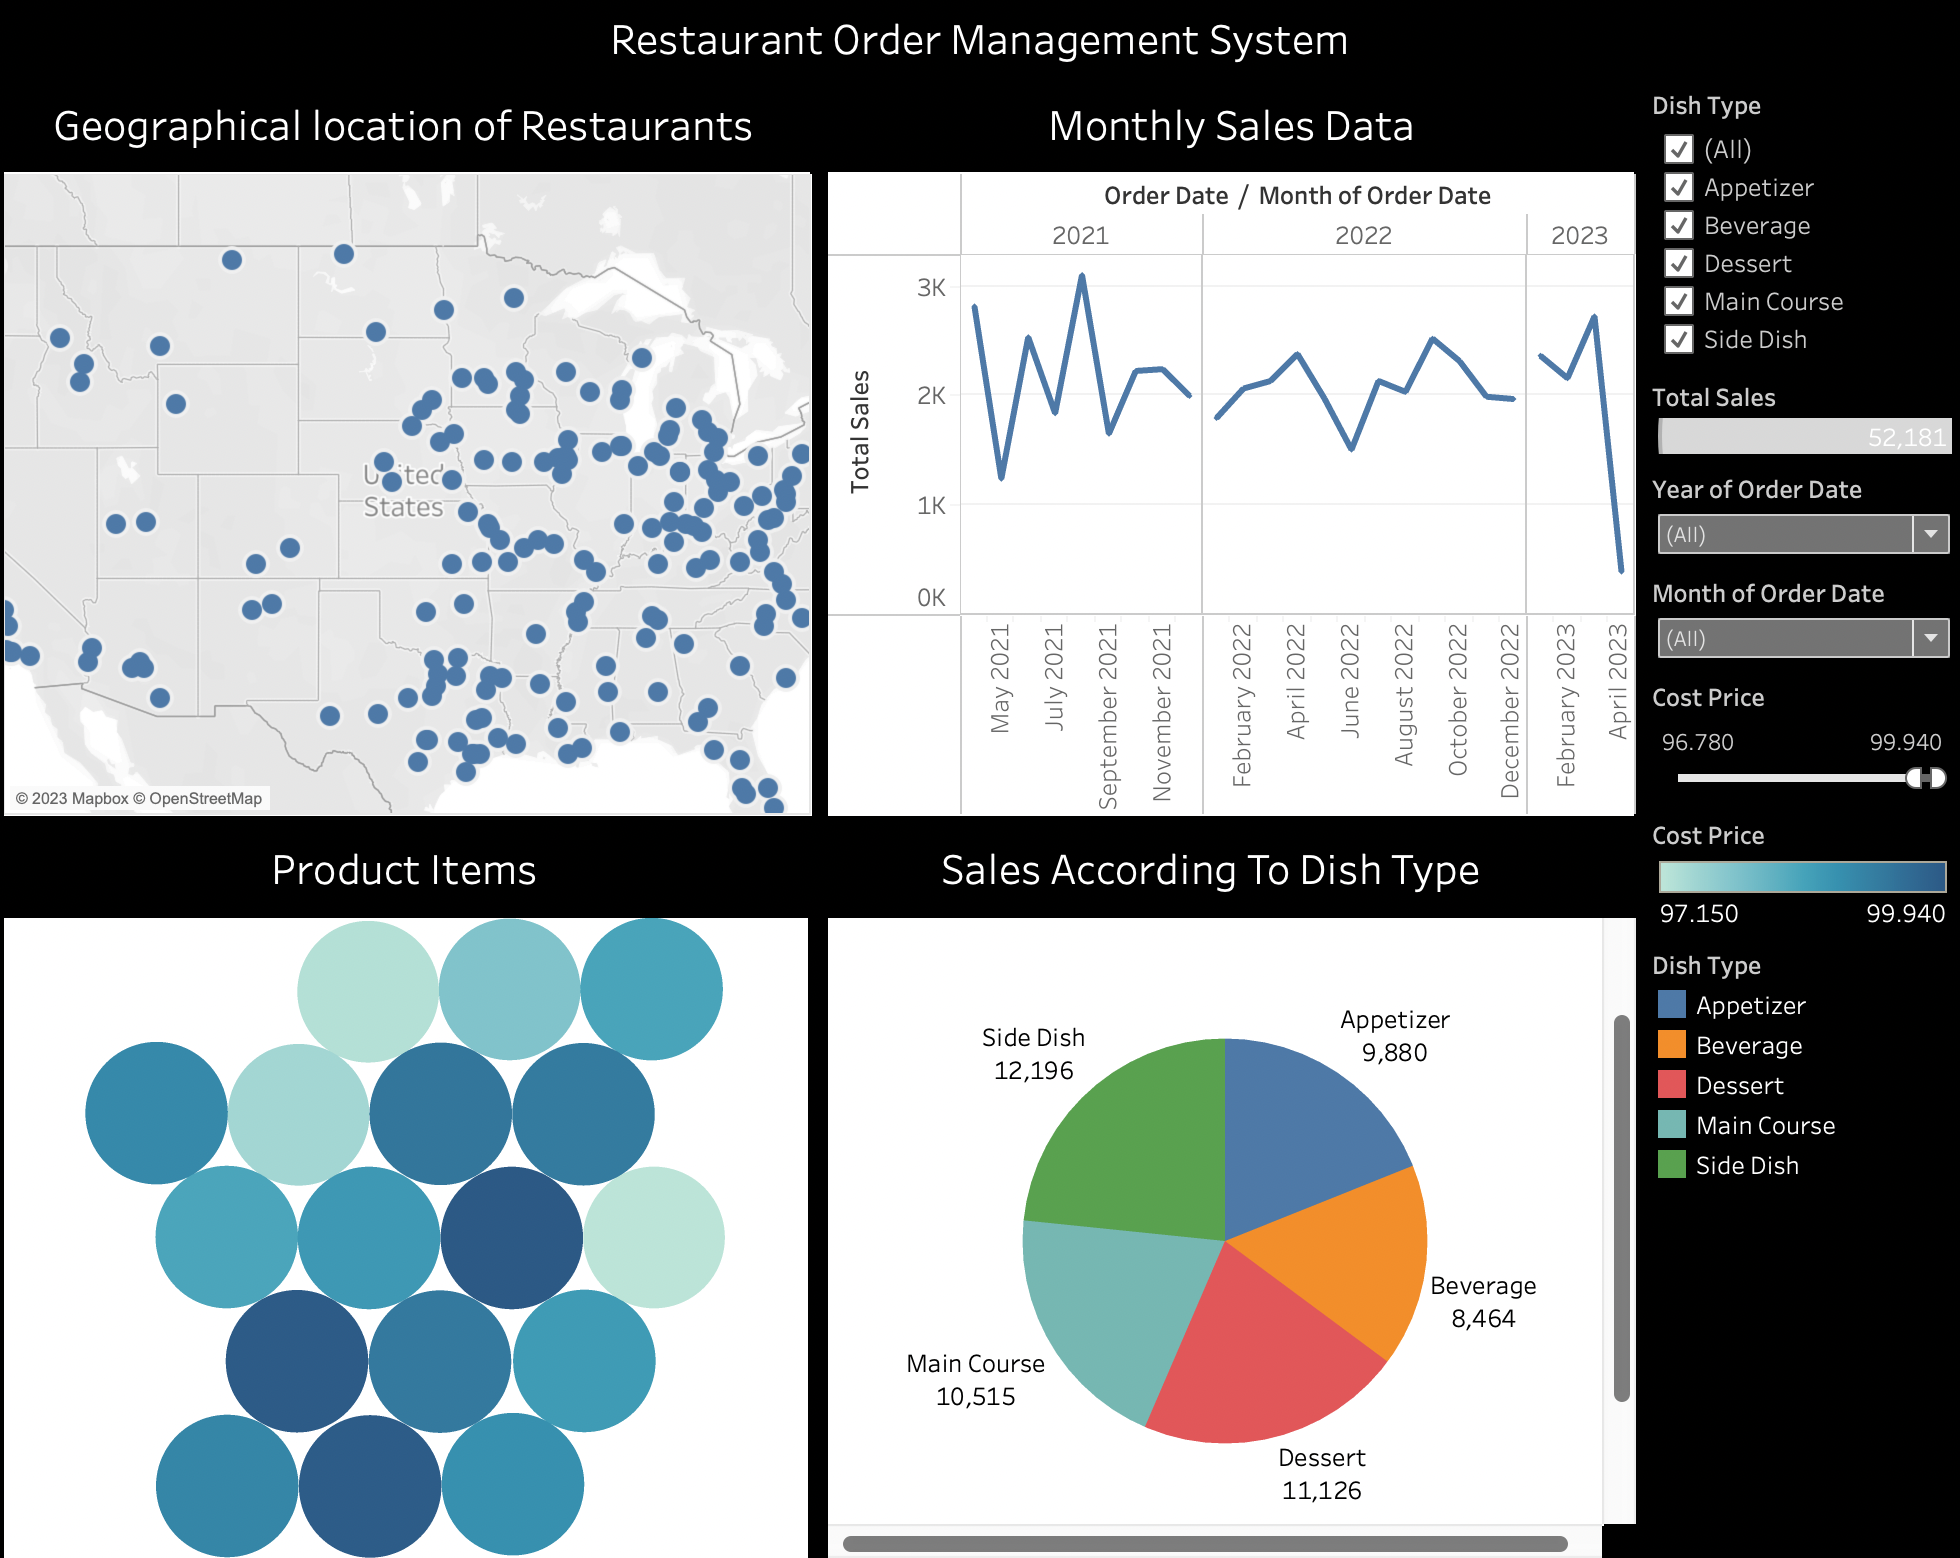 Restaurant Order Management System
Geographical location of Restaurants
United
States
© 2023 Mapbox © OpenStreetMap
Monthly Sales Data
Order Date / Month of Order Date
2021
2022
2023
Total Sales
3K
2K
1K
0K
May 2021
July 2021
September 2021
November 2021
February 2022
April 2022
June 2022
August 2022
October 2022
December 2022
February 2023
April 2023
Product Items
Sales According To Dish Type
Side Dish
12,196
Appetizer
9,880
Beverage
8,464
Main Course
10,515
Dessert
11,126
Dish Type
(All)
Appetizer
Beverage
Dessert
Main Course
Side Dish
Total Sales
52,181
Year of Order Date
(All)
Month of Order Date
(All)
Cost Price
96.780 99.940
Cost Price
97.150 99.940
Dish Type
Appetizer
Beverage
Dessert
Main Course
Side Dish